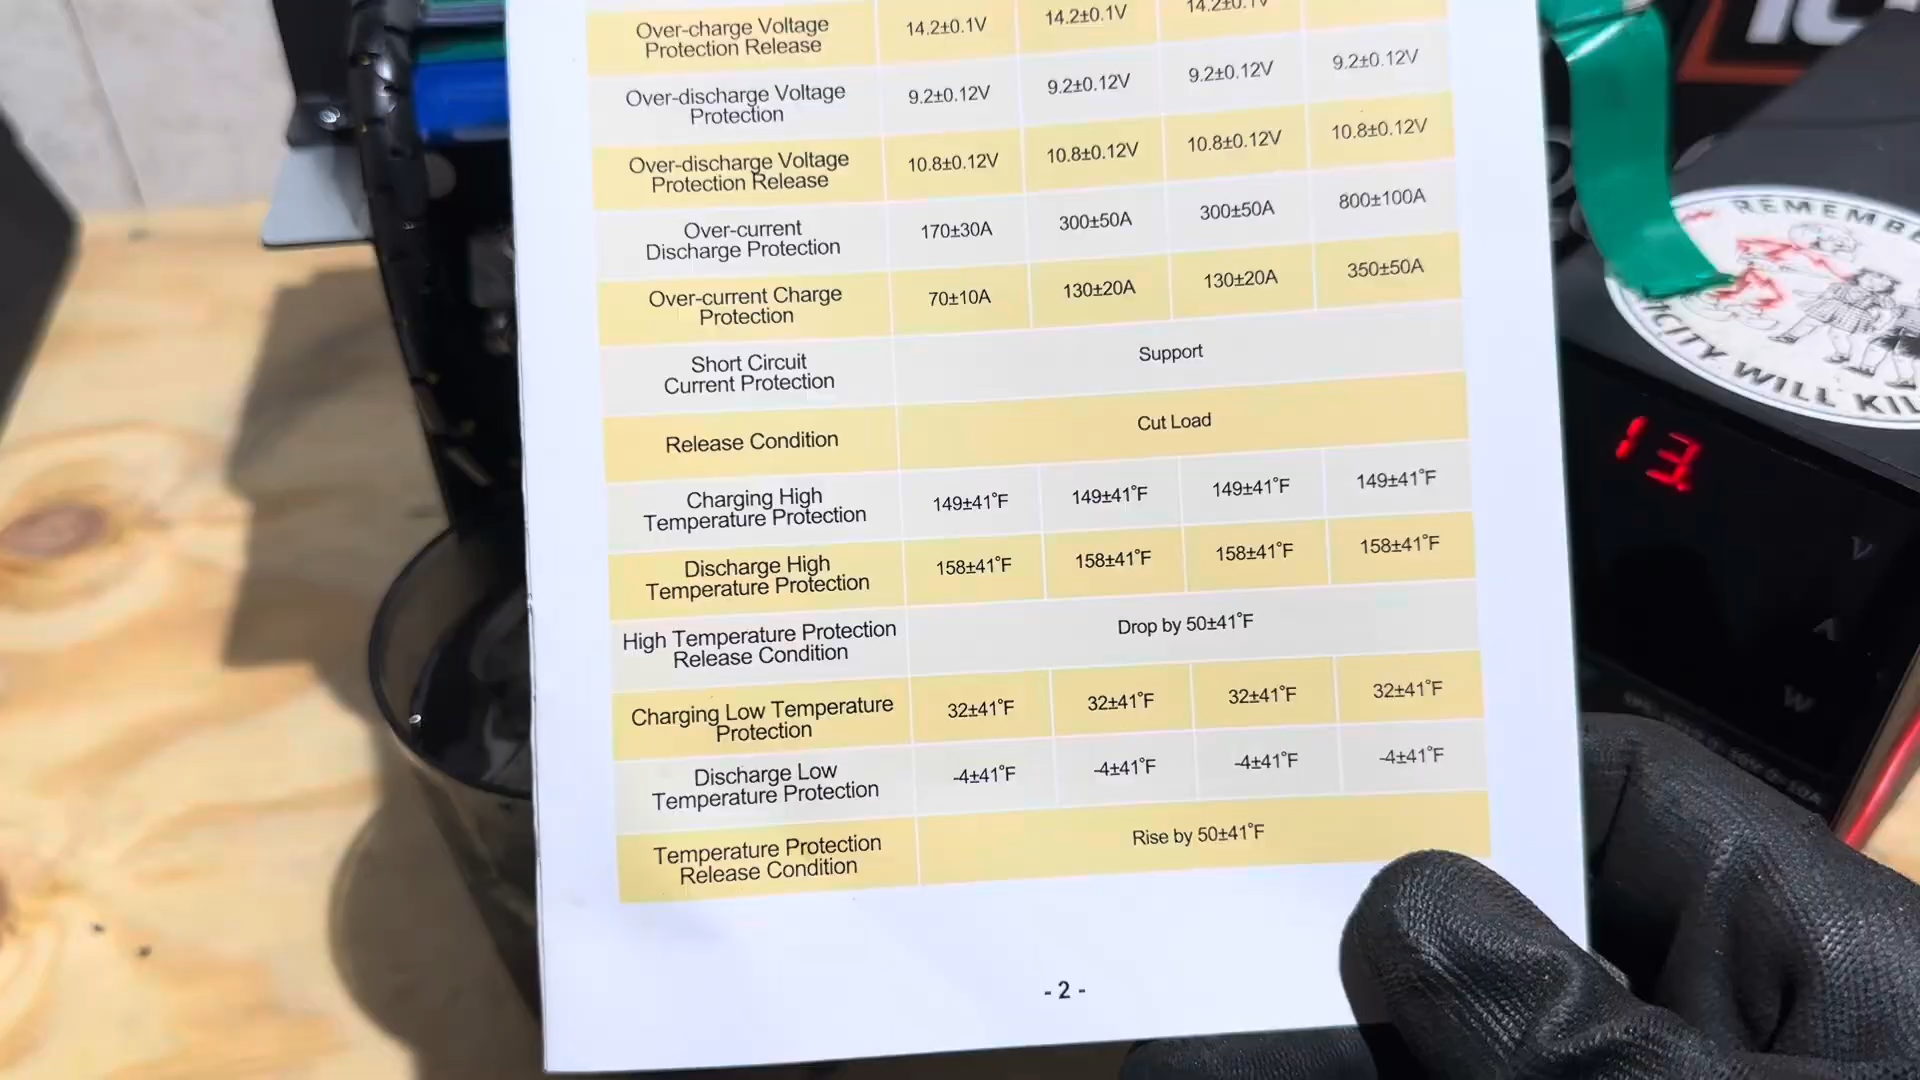 Over-charge Voltage
Protection Release
14.2±0.1V 14.2±0.1V 14.2±0.1V
Over-discharge Voltage
Protection
9.2±0.12V 9.2±0.12V 9.2±0.12V 9.2±0.12V
Over-discharge Voltage
Protection Release
10.8±0.12V 10.8±0.12V 10.8±0.12V 10.8±0.12V
Over-current
Discharge Protection
170±30A 300±50A 300±50A 800±100A
Over-current Charge
Protection
70±10A 130±20A 130±20A 350±50A
Short Circuit
Current Protection
Support
Release Condition
Cut Load
Charging High
Temperature Protection
149±41°F 149±41°F 149±41°F 149±41°F
Discharge High
Temperature Protection
158±41°F 158±41°F 158±41°F 158±41°F
High Temperature Protection
Release Condition
Drop by 50±41°F
Charging Low Temperature
Protection
32±41°F 32±41°F 32±41°F 32±41°F
Discharge Low
Temperature Protection
-4±41°F -4±41°F -4±41°F -4±41°F
Temperature Protection
Release Condition
Rise by 50±41°F
- 2 -
WILL
13.
V
A
W